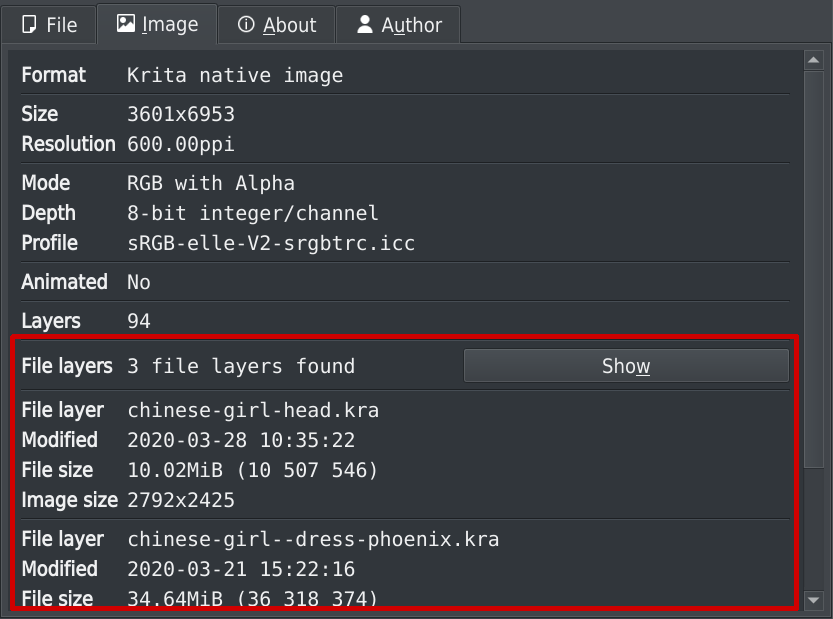 File Image About Author
Format Krita native image
Size 3601x6953
Resolution 600.00ppi
Mode RGB with Alpha
Depth 8-bit integer/channel
Profile sRGB-elle-V2-srgbtrc.icc
Animated No
Layers 94
File layers 3 file layers found Show
File layer chinese-girl-head.kra
Modified 2020-03-28 10:35:22
File size 10.02MiB (10 507 546)
Image size 2792x2425
File layer chinese-girl--dress-phoenix.kra
Modified 2020-03-21 15:22:16
File size 34.64MiB (36 318 374)